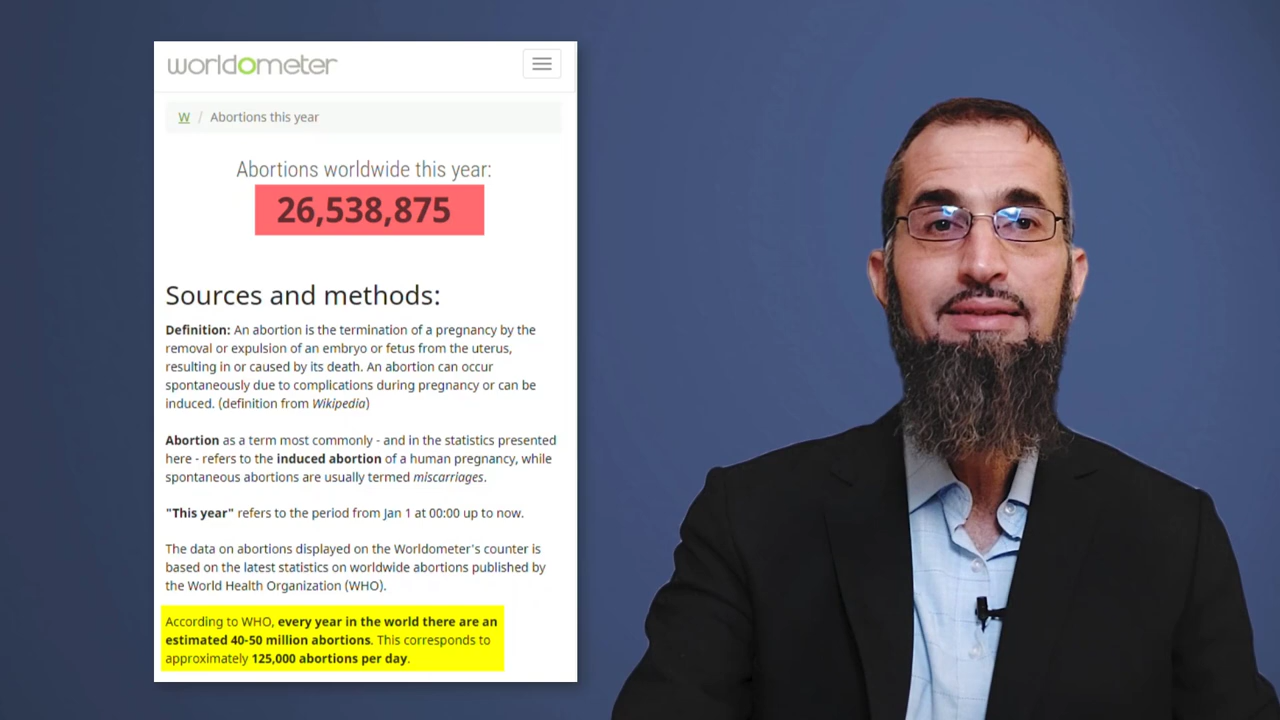 worldometer
W / Abortions this year
Abortions worldwide this year:
26,538,875
Sources and methods:
Definition: An abortion is the termination of a pregnancy by the
removal or expulsion of an embryo or fetus from the uterus,
resulting in or caused by its death. An abortion can occur
spontaneously due to complications during pregnancy or can be
induced. (definition from Wikipedia)
Abortion as a term most commonly - and in the statistics presented
here - refers to the induced abortion of a human pregnancy, while
spontaneous abortions are usually termed miscarriages.
"This year" refers to the period from Jan 1 at 00:00 up to now.
The data on abortions displayed on the Worldometer's counter is
based on the latest statistics on worldwide abortions published by
the World Health Organization (WHO).
According to WHO, every year in the world there are an
estimated 40-50 million abortions. This corresponds to
approximately 125,000 abortions per day.